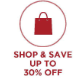 SHOP & SAVE
UP TO
30% OFF